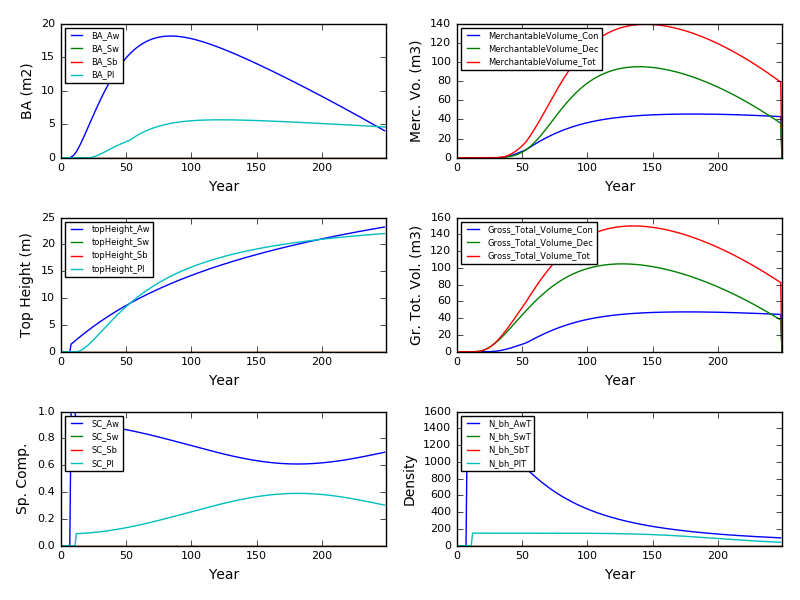 20
15
10
5
0
BA (m2)
BA_Aw
BA_Sw
BA_Sb
BA_Pl
0 50 100 150 200
Year
140
120
100
80
60
40
20
0
Merc. Vo. (m3)
MerchantableVolume_Con
MerchantableVolume_Dec
MerchantableVolume_Tot
0 50 100 150 200
Year
25
20
15
10
5
0
Top Height (m)
topHeight_Aw
topHeight_Sw
topHeight_Sb
topHeight_Pl
0 50 100 150 200
Year
160
140
120
100
80
60
40
20
0
Gr. Tot. Vol. (m3)
Gross_Total_Volume_Con
Gross_Total_Volume_Dec
Gross_Total_Volume_Tot
0 50 100 150 200
Year
1.0
0.8
0.6
0.4
0.2
0.0
Sp. Comp.
SC_Aw
SC_Sw
SC_Sb
SC_Pl
0 50 100 150 200
Year
1600
1400
1200
1000
800
600
400
200
0
Density
N_bh_AwT
N_bh_SwT
N_bh_SbT
N_bh_PlT
0 50 100 150 200
Year